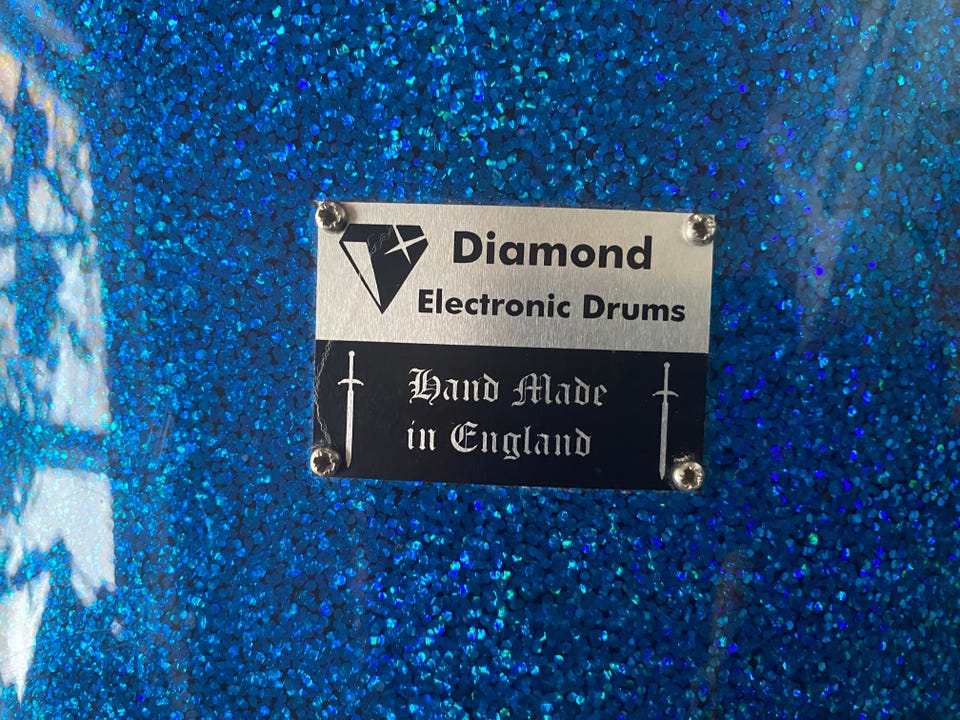 Diamond
Electronic Drums
Hand Made
in England